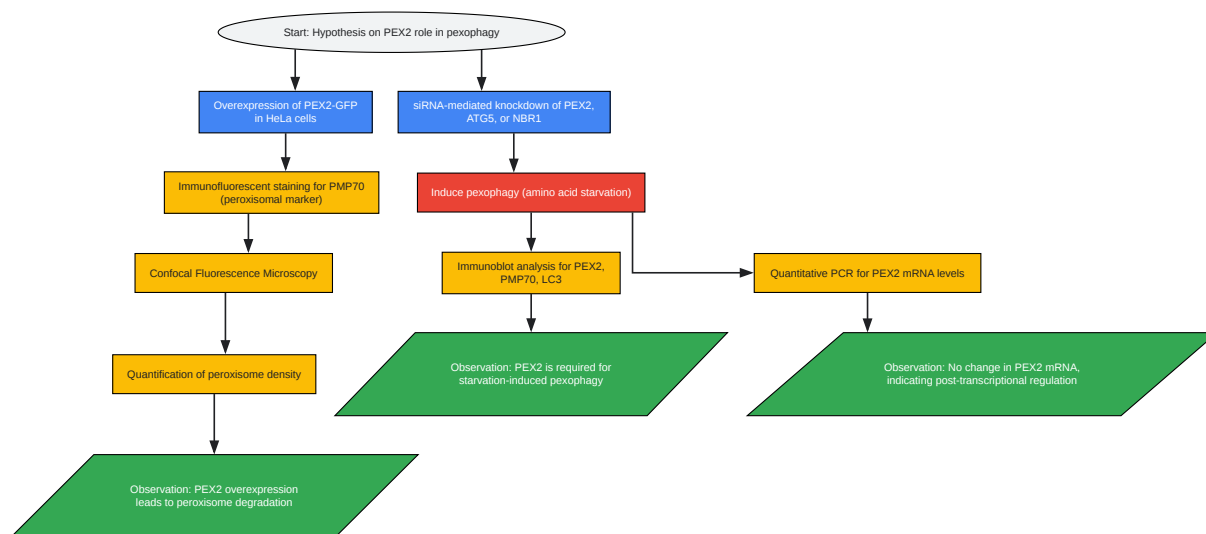 Start: Hypothesis on PEX2 role in pexophagy
Overexpression of PEX2-GFP
in HeLa cells
siRNA-mediated knockdown of PEX2,
ATG5, or NBR1
Immunofluorescent staining for PMP70
(peroxisomal marker)
Induce pexophagy (amino acid starvation)
Confocal Fluorescence Microscopy
Immunoblot analysis for PEX2,
PMP70, LC3
Quantitative PCR for PEX2 mRNA levels
Quantification of peroxisome density
Observation: PEX2 is required for
starvation-induced pexophagy
Observation: No change in PEX2 mRNA,
indicating post-transcriptional regulation
Observation: PEX2 overexpression
leads to peroxisome degradation